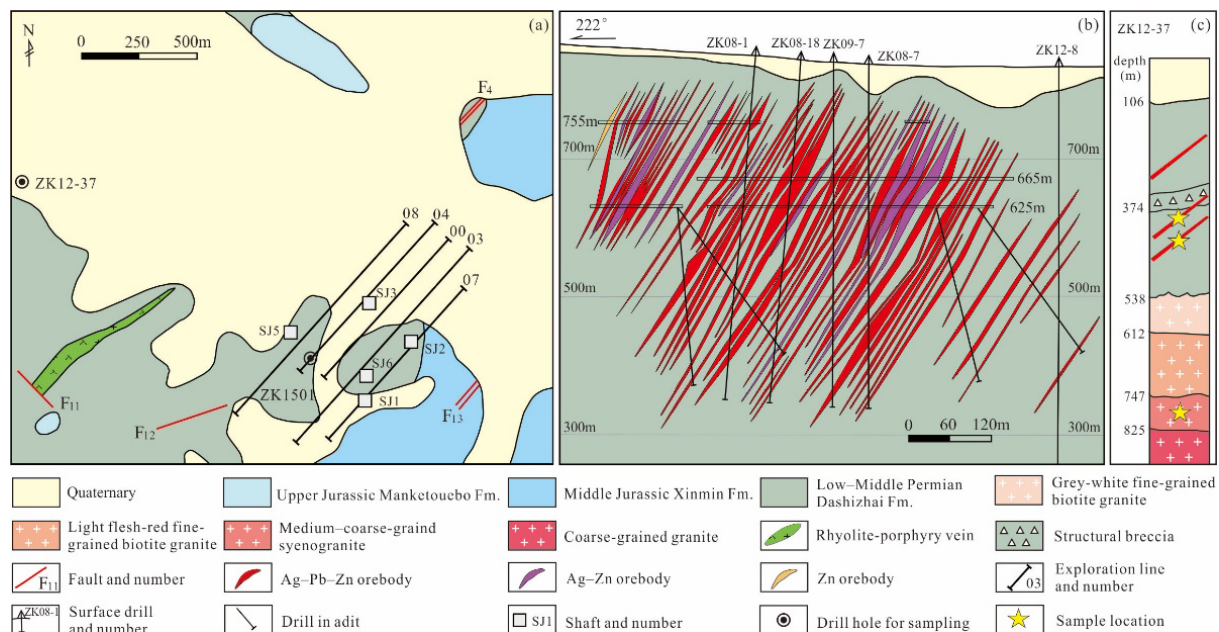 (a)
N
0 250 500m
F4
ZK12-37
08 04
00
03
07
SJ3
SJ5
SJ2
SJ6
ZK1501
SJ1
F11
F12
F13
(b)
222°
ZK08-1
ZK08-18
ZK09-7
ZK08-7
ZK12-8
755m
700m
700m
665m
625m
500m
500m
0 60 120m
300m
300m
(c)
ZK12-37
depth
(m)
106
374
538
612
747
825
Quaternary
Upper Jurassic Manketouebo Fm.
Middle Jurassic Xinmin Fm.
Low–Middle Permian
Dashizhai Fm.
Grey-white fine-grained
biotite granite
Light flesh-red fine-
grained biotite granite
Medium–coarse-graind
syenogranite
Coarse-grained granite
Rhyolite-porphyry vein
Structural breccia
F11
Fault and number
Ag–Pb–Zn orebody
Ag–Zn orebody
Zn orebody
03
Exploration line
and number
ZK08-1
Surface drill
and number
Drill in adit
SJ1
Shaft and number
Drill hole for sampling
Sample location